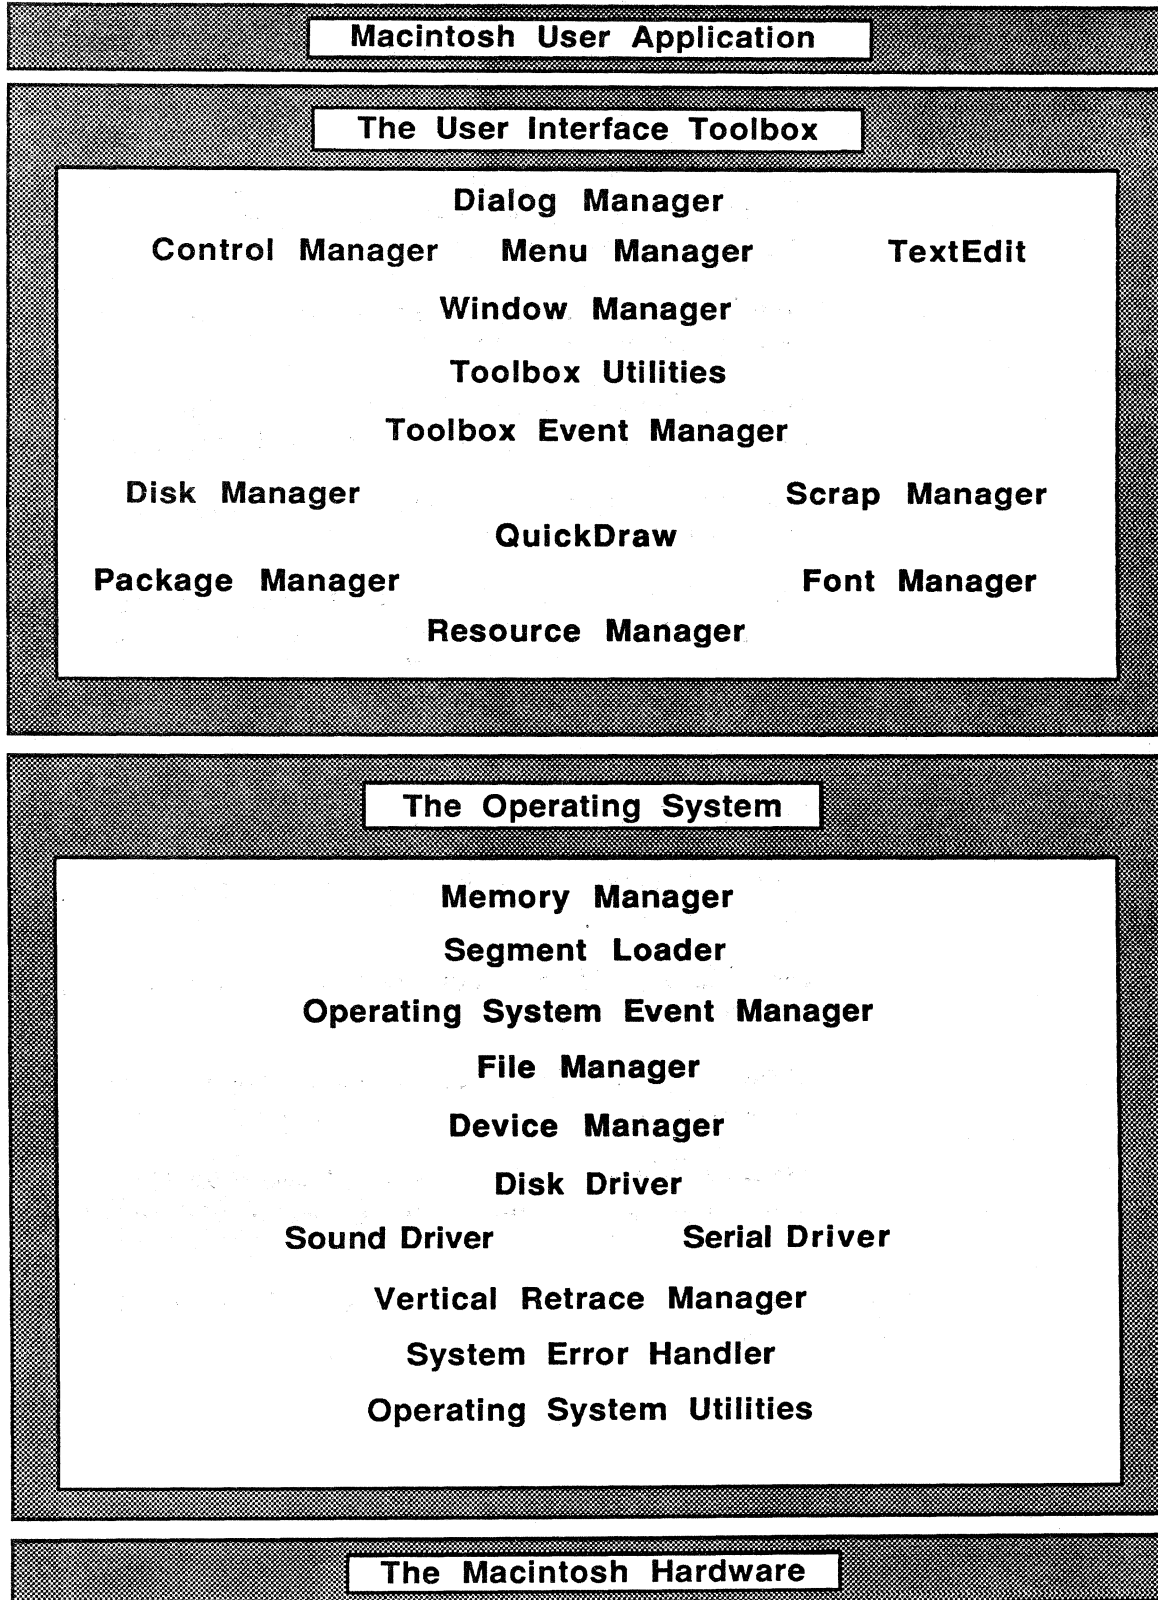 Macintosh User Application
The User Interface Toolbox
Dialog Manager
Control Manager Menu Manager TextEdit
Window Manager
Toolbox Utilities
Toolbox Event Manager
Disk Manager Scrap Manager
QuickDraw
Package Manager Font Manager
Resource Manager
The Operating System
Memory Manager
Segment Loader
Operating System Event Manager
File Manager
Device Manager
Disk Driver
Sound Driver Serial Driver
Vertical Retrace Manager
System Error Handler
Operating System Utilities
The Macintosh Hardware